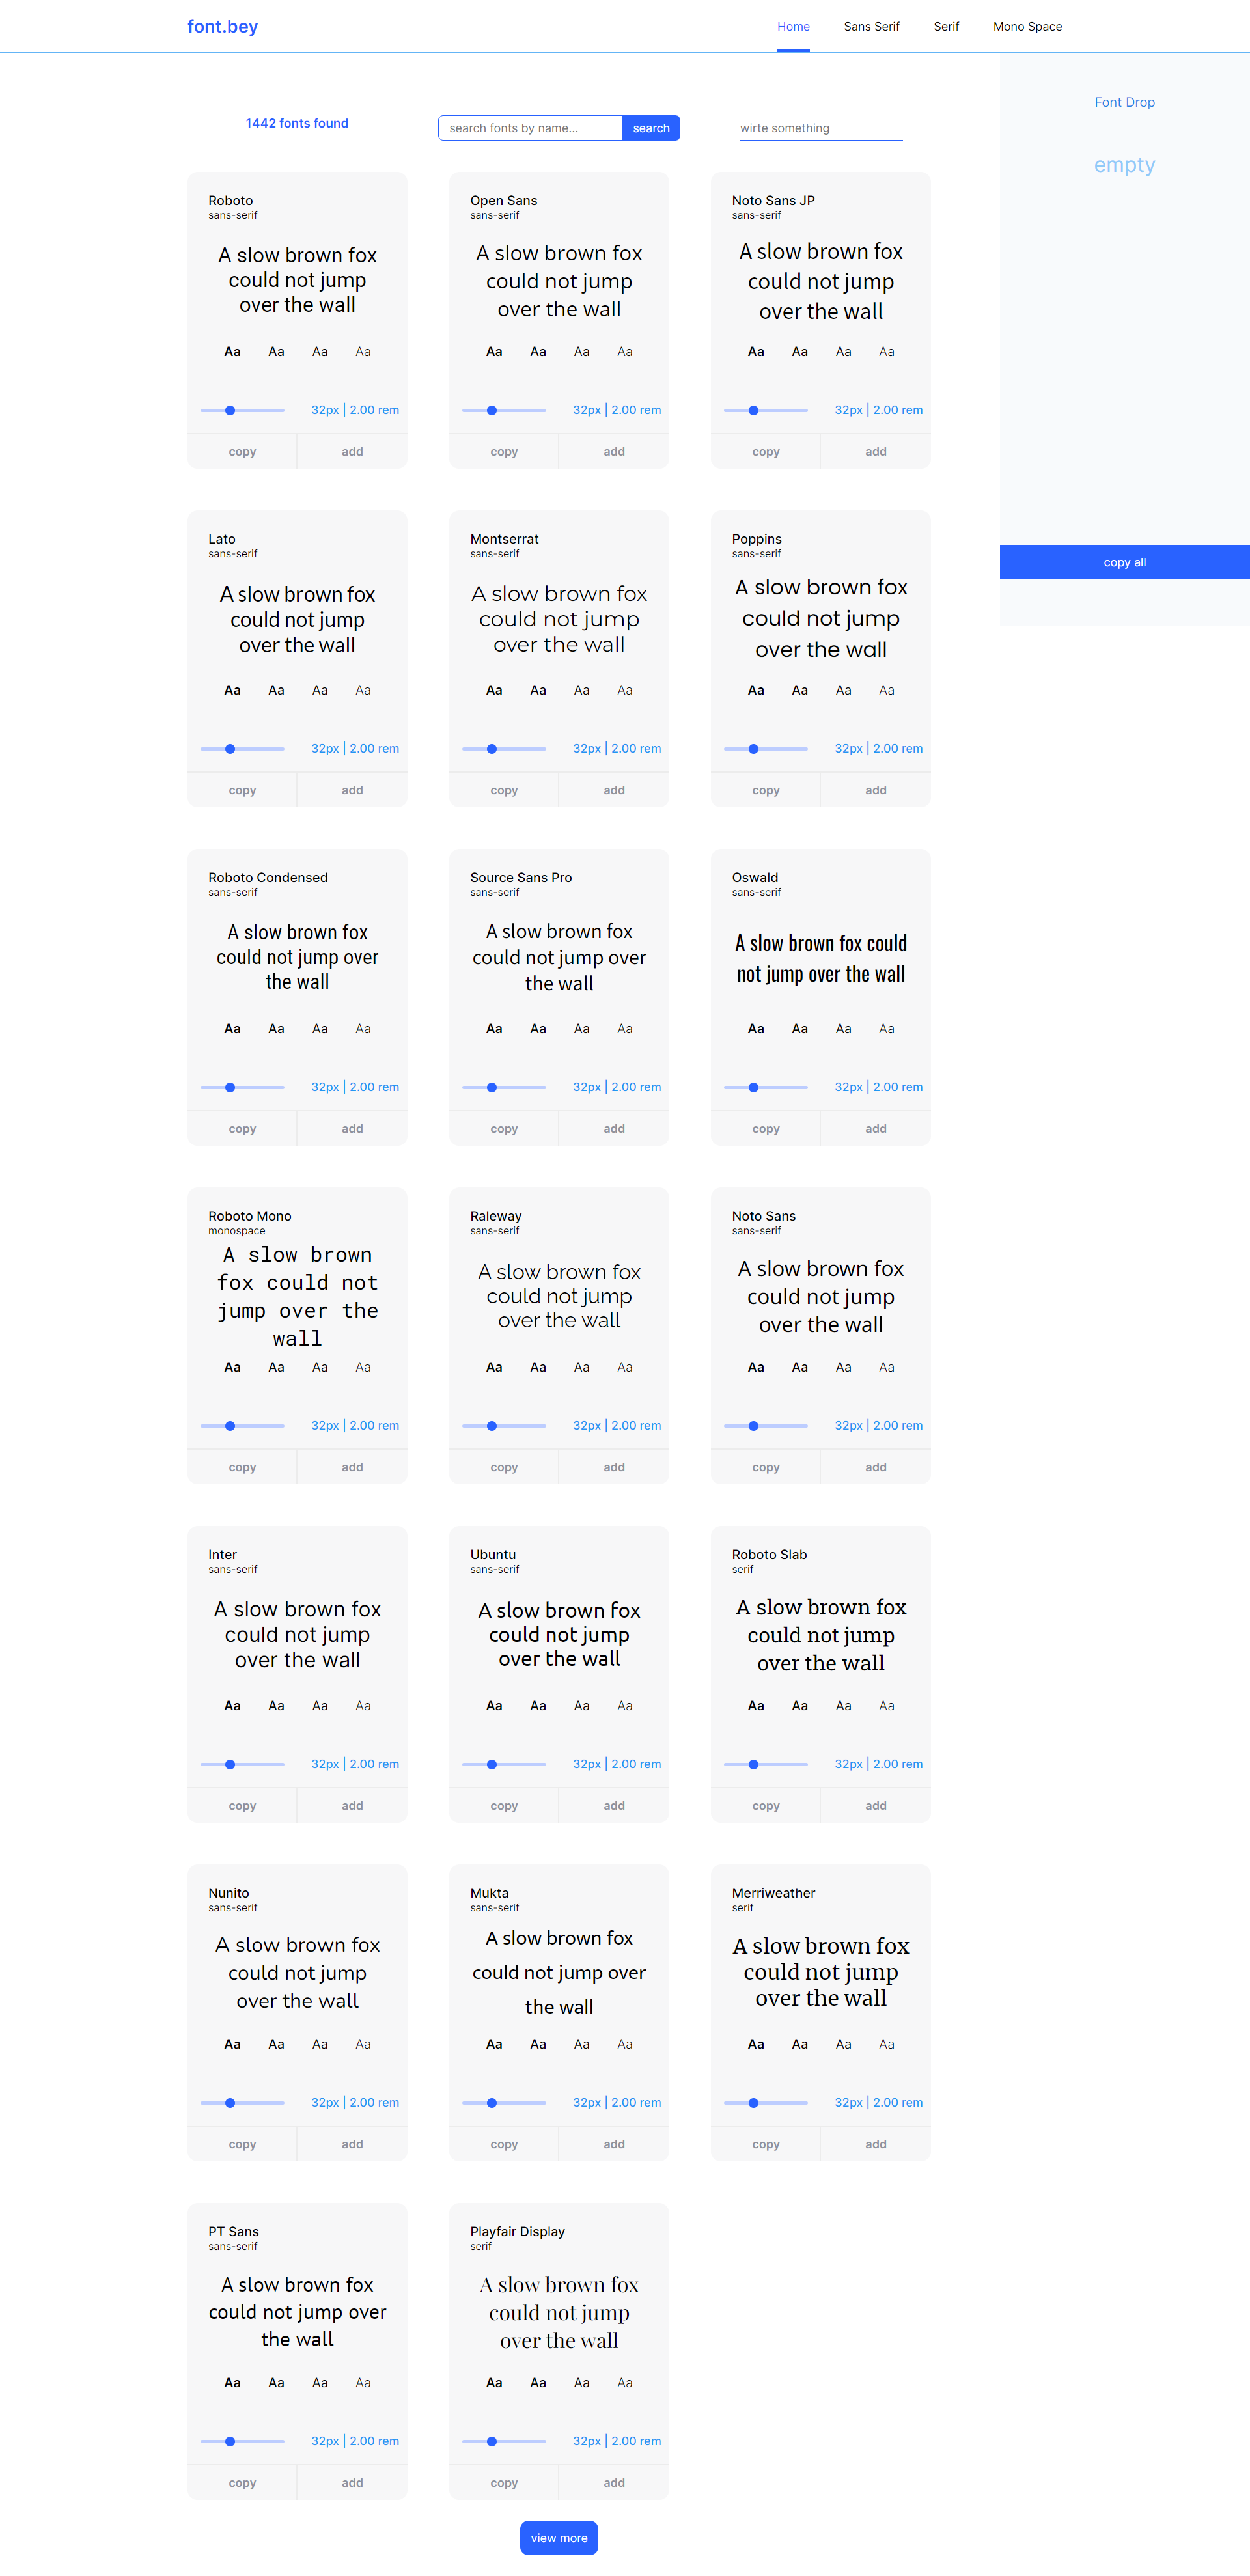 font.bey
Home Sans Serif Serif Mono Space
Font Drop
empty
copy all
1442 fonts found
search fonts by name...
search
wirte something
Roboto
sans-serif
A slow brown fox
could not jump
over the wall
Aa Aa Aa Aa
32px | 2.00 rem
copy add
Open Sans
sans-serif
A slow brown fox
could not jump
over the wall
Aa Aa Aa Aa
32px | 2.00 rem
copy add
Noto Sans JP
sans-serif
A slow brown fox
could not jump
over the wall
Aa Aa Aa Aa
32px | 2.00 rem
copy add
Lato
sans-serif
A slow brown fox
could not jump
over the wall
Aa Aa Aa Aa
32px | 2.00 rem
copy add
Montserrat
sans-serif
A slow brown fox
could not jump
over the wall
Aa Aa Aa Aa
32px | 2.00 rem
copy add
Poppins
sans-serif
A slow brown fox
could not jump
over the wall
Aa Aa Aa Aa
32px | 2.00 rem
copy add
Roboto Condensed
sans-serif
A slow brown fox
could not jump over
the wall
Aa Aa Aa Aa
32px | 2.00 rem
copy add
Source Sans Pro
sans-serif
A slow brown fox
could not jump over
the wall
Aa Aa Aa Aa
32px | 2.00 rem
copy add
Oswald
sans-serif
A slow brown fox could
not jump over the wall
Aa Aa Aa Aa
32px | 2.00 rem
copy add
Roboto Mono
monospace
A slow brown
fox could not
jump over the
wall
Aa Aa Aa Aa
32px | 2.00 rem
copy add
Raleway
sans-serif
A slow brown fox
could not jump
over the wall
Aa Aa Aa Aa
32px | 2.00 rem
copy add
Noto Sans
sans-serif
A slow brown fox
could not jump
over the wall
Aa Aa Aa Aa
32px | 2.00 rem
copy add
Inter
sans-serif
A slow brown fox
could not jump
over the wall
Aa Aa Aa Aa
32px | 2.00 rem
copy add
Ubuntu
sans-serif
A slow brown fox
could not jump
over the wall
Aa Aa Aa Aa
32px | 2.00 rem
copy add
Roboto Slab
serif
A slow brown fox
could not jump
over the wall
Aa Aa Aa Aa
32px | 2.00 rem
copy add
Nunito
sans-serif
A slow brown fox
could not jump
over the wall
Aa Aa Aa Aa
32px | 2.00 rem
copy add
Mukta
sans-serif
A slow brown fox
could not jump over
the wall
Aa Aa Aa Aa
32px | 2.00 rem
copy add
Merriweather
serif
A slow brown fox
could not jump
over the wall
Aa Aa Aa Aa
32px | 2.00 rem
copy add
PT Sans
sans-serif
A slow brown fox
could not jump over
the wall
Aa Aa Aa Aa
32px | 2.00 rem
copy add
Playfair Display
serif
A slow brown fox
could not jump
over the wall
Aa Aa Aa Aa
32px | 2.00 rem
copy add
view more